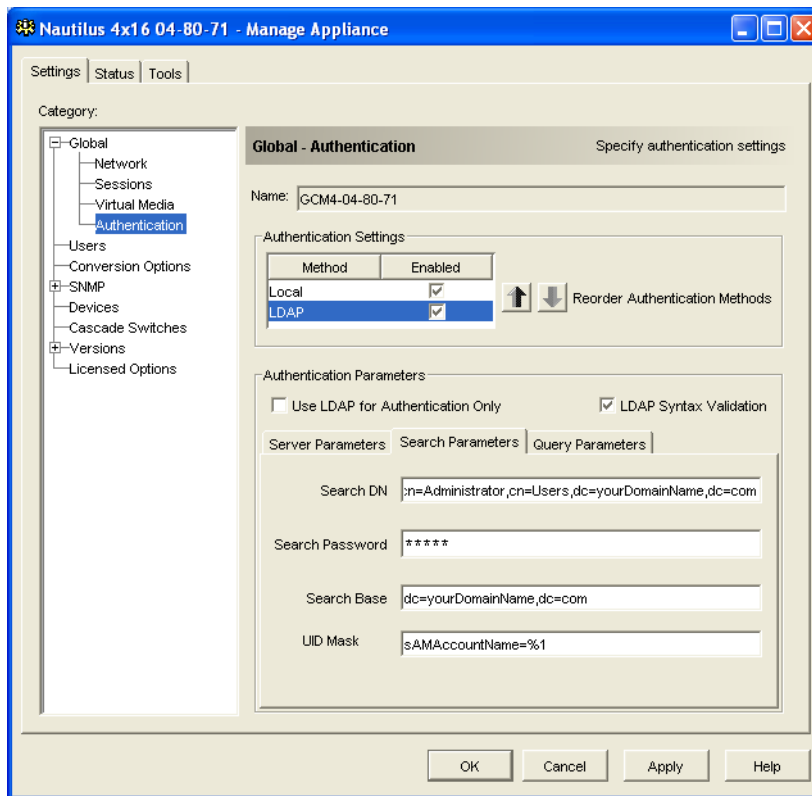 Nautilus 4x16 04-80-71 - Manage Appliance
Settings Status Tools
Category:
Global
Network
Sessions
Virtual Media
Authentication
Users
Conversion Options
SNMP
Devices
Cascade Switches
Versions
Licensed Options
Global - Authentication Specify authentication settings
Name: GCM4-04-80-71
Authentication Settings
Method Enabled
Local
LDAP
Reorder Authentication Methods
Authentication Parameters
Use LDAP for Authentication Only LDAP Syntax Validation
Server Parameters Search Parameters Query Parameters
Search DN :n=Administrator,cn=Users,dc=yourDomainName,dc=com
Search Password *****
Search Base dc=yourDomainName,dc=com
UID Mask sAMAccountName=%1
OK Cancel Apply Help